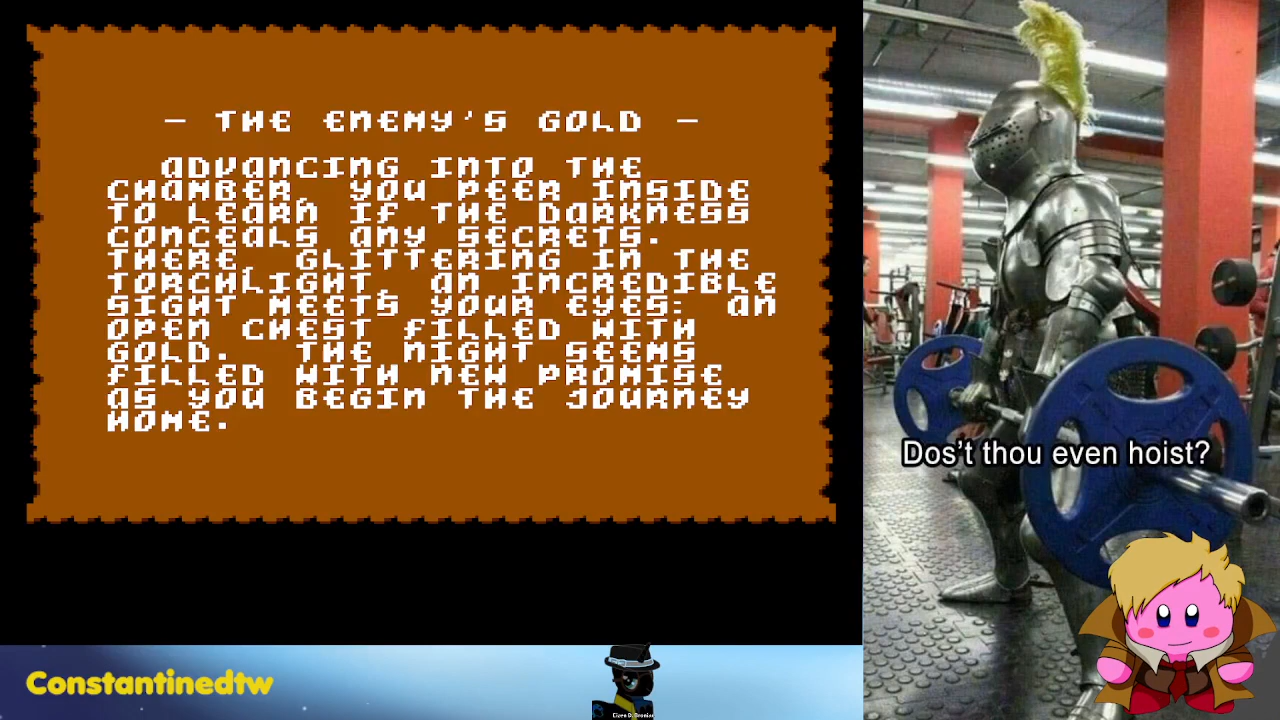 - THE ENEMY'S GOLD -
ADVANCING INTO THE
CHAMBER, YOU PEER INSIDE
TO LEARN IF THE DARKNESS
CONCEALS ANY SECRETS.
THERE, GLITTERING IN THE
TORCHLIGHT, AN INCREDIBLE
SIGHT MEETS YOUR EYES: AN
OPEN CHEST FILLED WITH
GOLD. THE NIGHT SEEMS
FILLED WITH NEW PROMISE
AS YOU BEGIN THE JOURNEY
HOME.
Dos't thou even hoist?
Constantinedtw